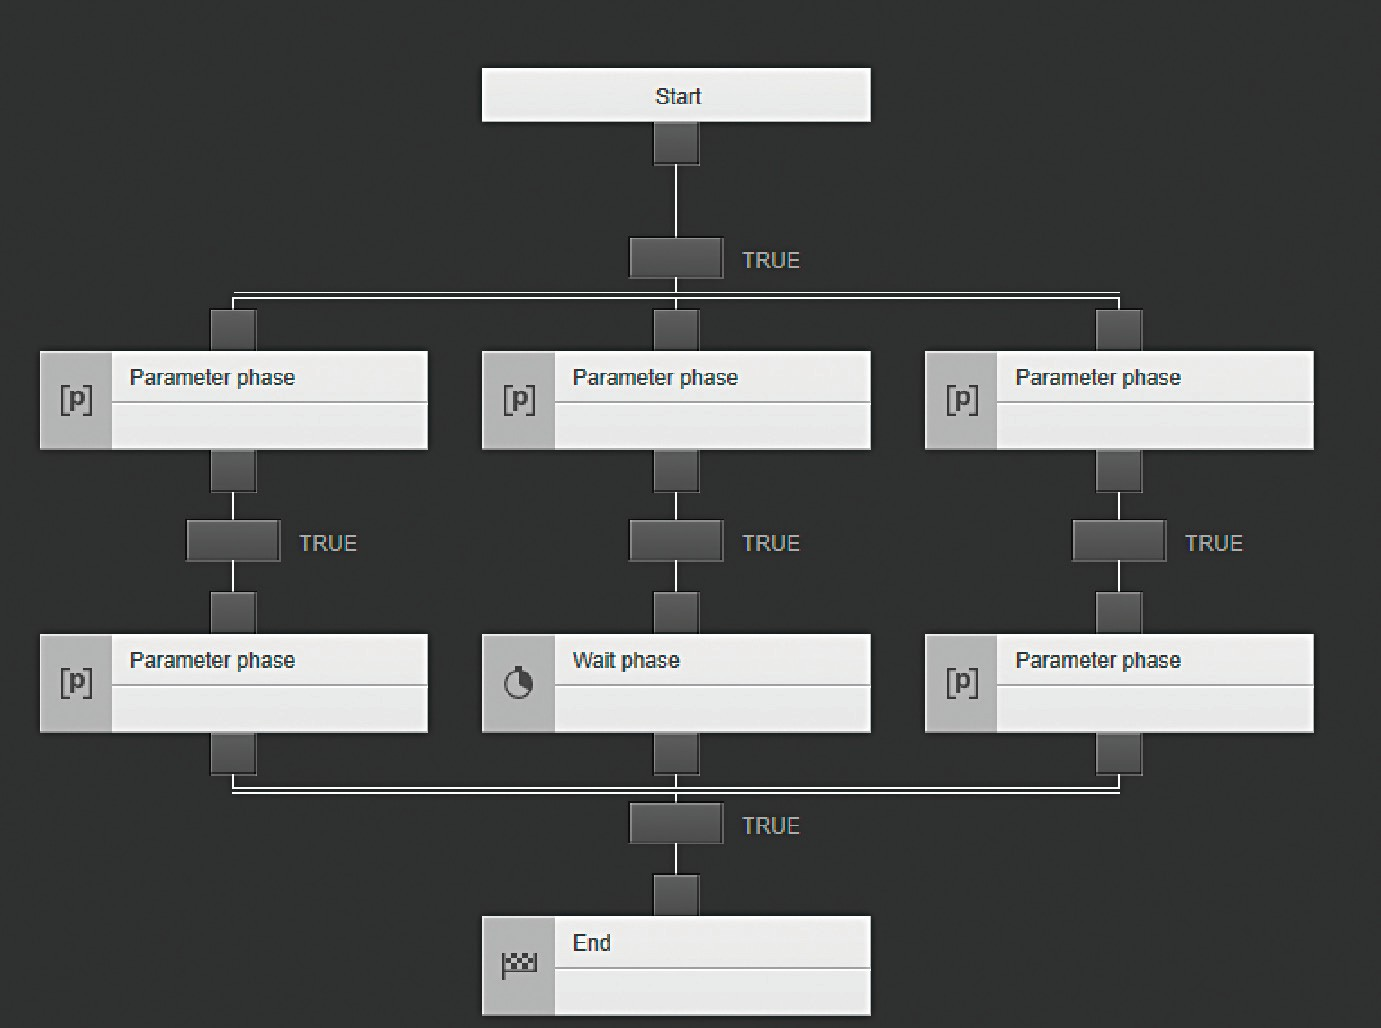 Start
TRUE
[p] Parameter phase
[p] Parameter phase
[p] Parameter phase
TRUE
TRUE
TRUE
[p] Parameter phase
Wait phase
[p] Parameter phase
TRUE
End